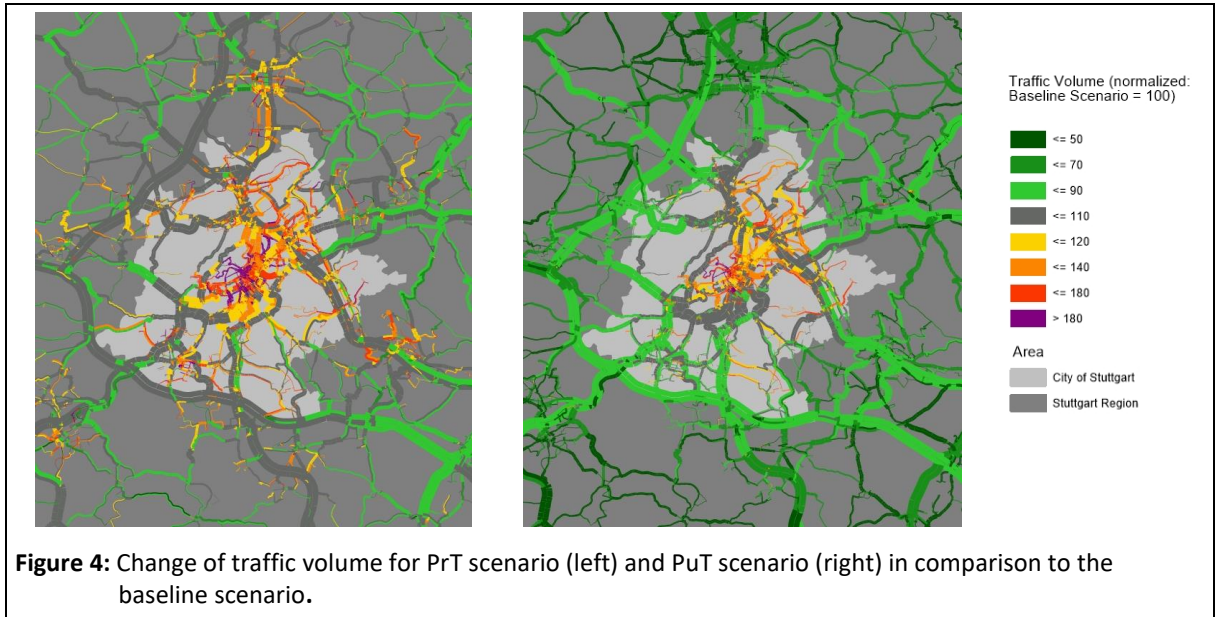 Traffic Volume (normalized:
Baseline Scenario = 100)
<= 50
<= 70
<= 90
<= 110
<= 120
<= 140
<= 180
> 180
Area
City of Stuttgart
Stuttgart Region
Figure 4: Change of traffic volume for PrT scenario (left) and PuT scenario (right) in comparison to the
baseline scenario.